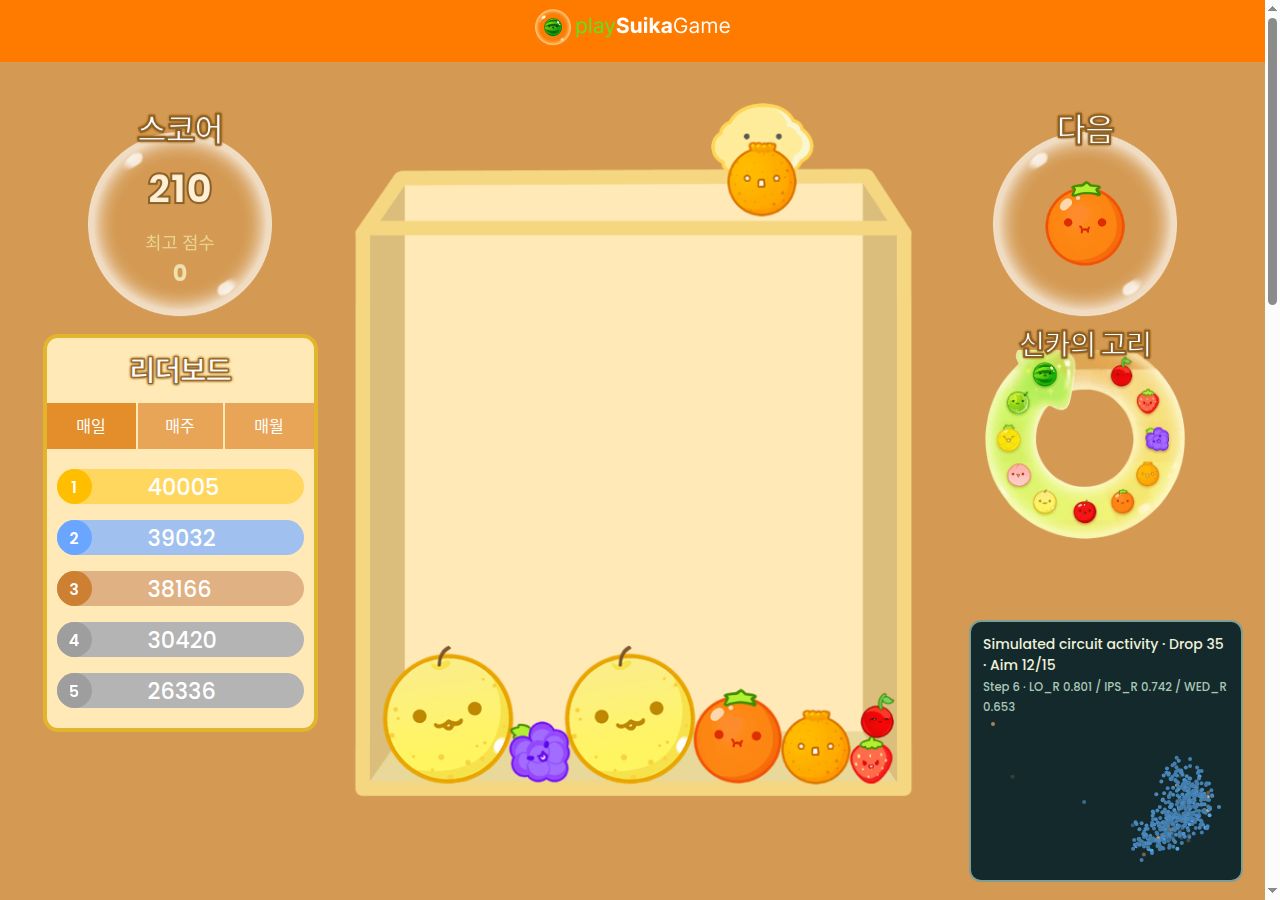 playSuikaGame
스코어
210
최고 점수
0
리더보드
매일 매주 매월
1 40005
2 39032
3 38166
4 30420
5 26336
다음
신카의 고리
Simulated circuit activity · Drop 35
· Aim 12/15
Step 6 · LO_R 0.801 / IPS_R 0.742 / WED_R
0.653